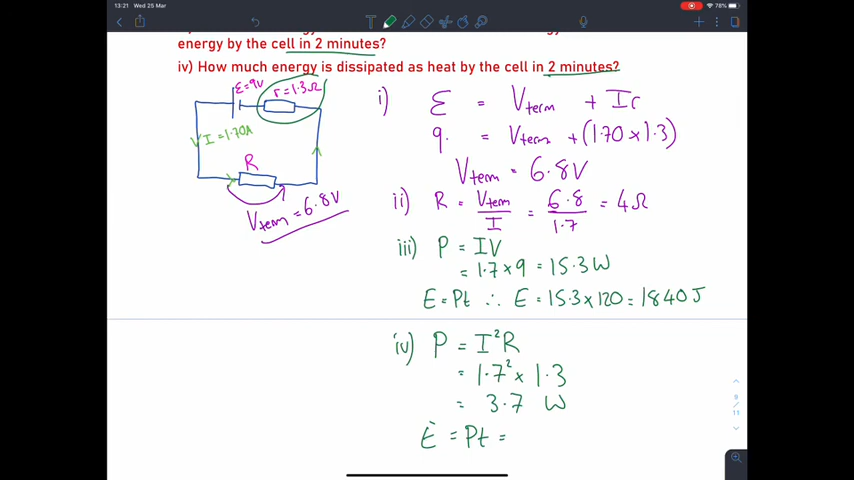 13:21 Wed 25 Mar
78%
energy by the cell in 2 minutes?
iv) How much energy is dissipated as heat by the cell in 2 minutes?
ε=9V
r=1.3Ω
I=1.70A
R
Vterm = 6.8V
i) ε = Vterm + Ir
9 = Vterm + (1.70 x 1.3)
Vterm = 6.8V
ii) R = Vterm / I = 6.8 / 1.7 = 4Ω
iii) P = IV
= 1.7 x 9 = 15.3W
E = Pt ∴ E = 15.3 x 120 = 1840J
iv) P = I²R
= 1.7² x 1.3
= 3.7 W
E = Pt =
9
/
11